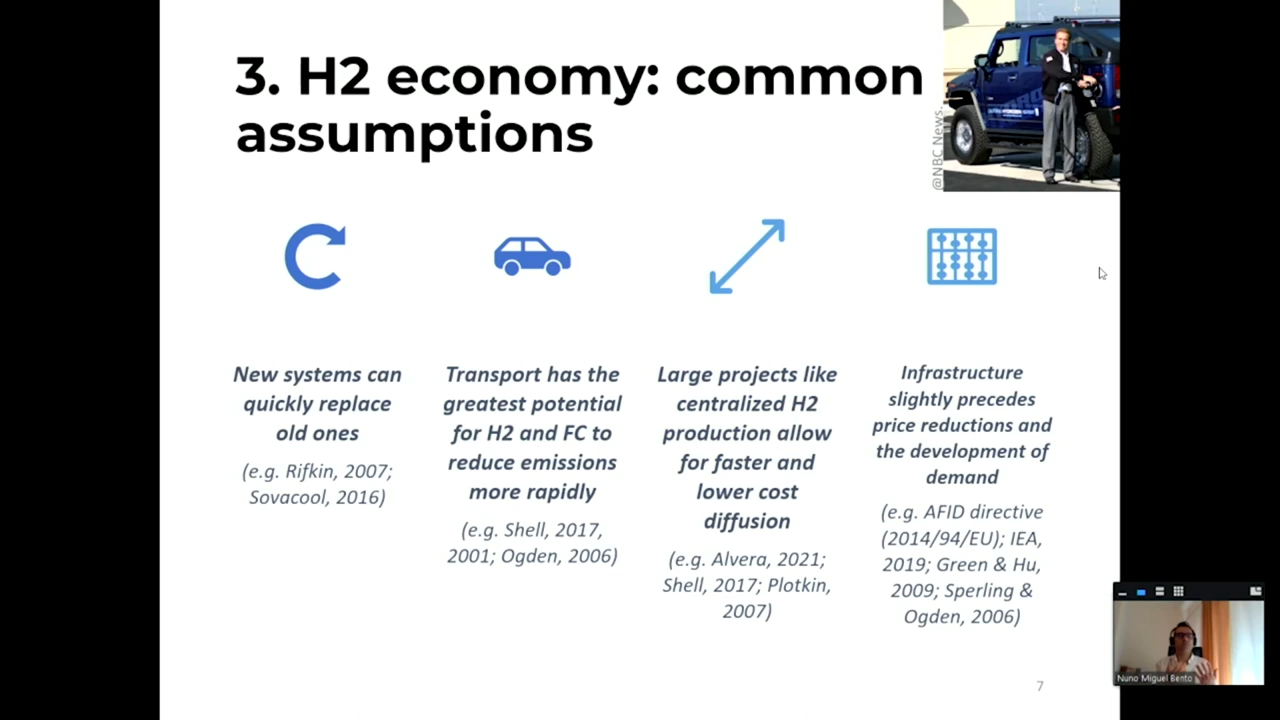 3. H2 economy: common
assumptions
@NBC News.
New systems can
quickly replace
old ones
(e.g. Rifkin, 2007;
Sovacool, 2016)
Transport has the
greatest potential
for H2 and FC to
reduce emissions
more rapidly
(e.g. Shell, 2017,
2001; Ogden, 2006)
Large projects like
centralized H2
production allow
for faster and
lower cost
diffusion
(e.g. Alvera, 2021;
Shell, 2017; Plotkin,
2007)
Infrastructure
slightly precedes
price reductions and
the development of
demand
(e.g. AFID directive
(2014/94/EU); IEA,
2019; Green & Hu,
2009; Sperling &
Ogden, 2006)
7
Nuno Miguel Bento